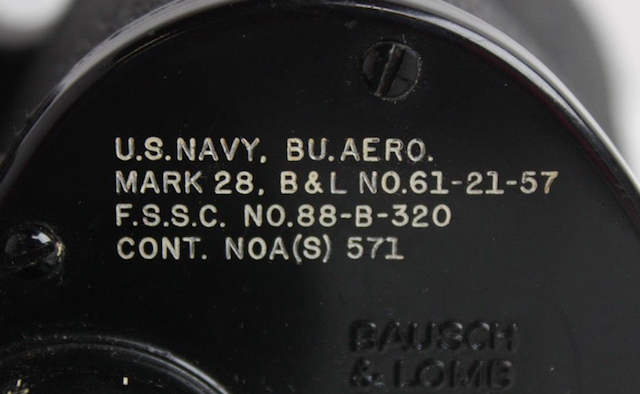 U.S.NAVY, BU.AERO.
MARK 28, B&L NO.61-21-57
F.S.S.C. NO.88-B-320
CONT. NOA(S) 571
BAUSCH
& LOMB